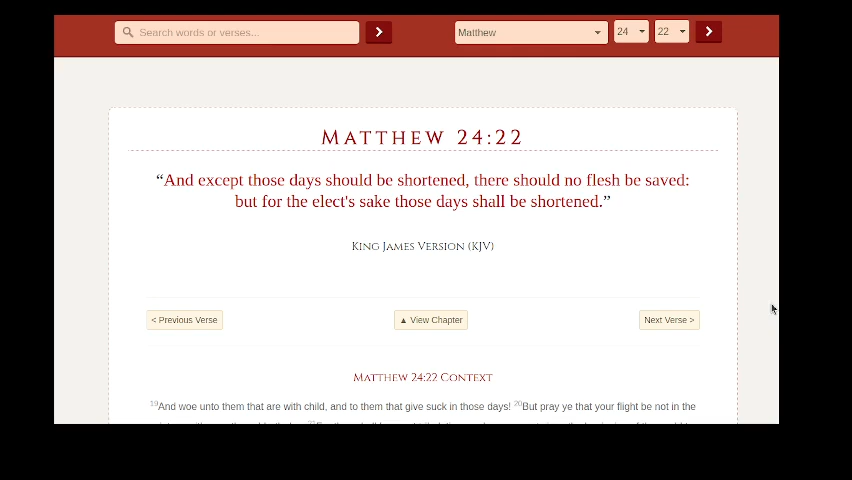 Search words or verses...
Matthew 24 22
MATTHEW 24:22
“And except those days should be shortened, there should no flesh be saved:
but for the elect's sake those days shall be shortened.”
KING JAMES VERSION (KJV)
< Previous Verse ▲ View Chapter Next Verse >
MATTHEW 24:22 CONTEXT
19And woe unto them that are with child, and to them that give suck in those days! 20But pray ye that your flight be not in the